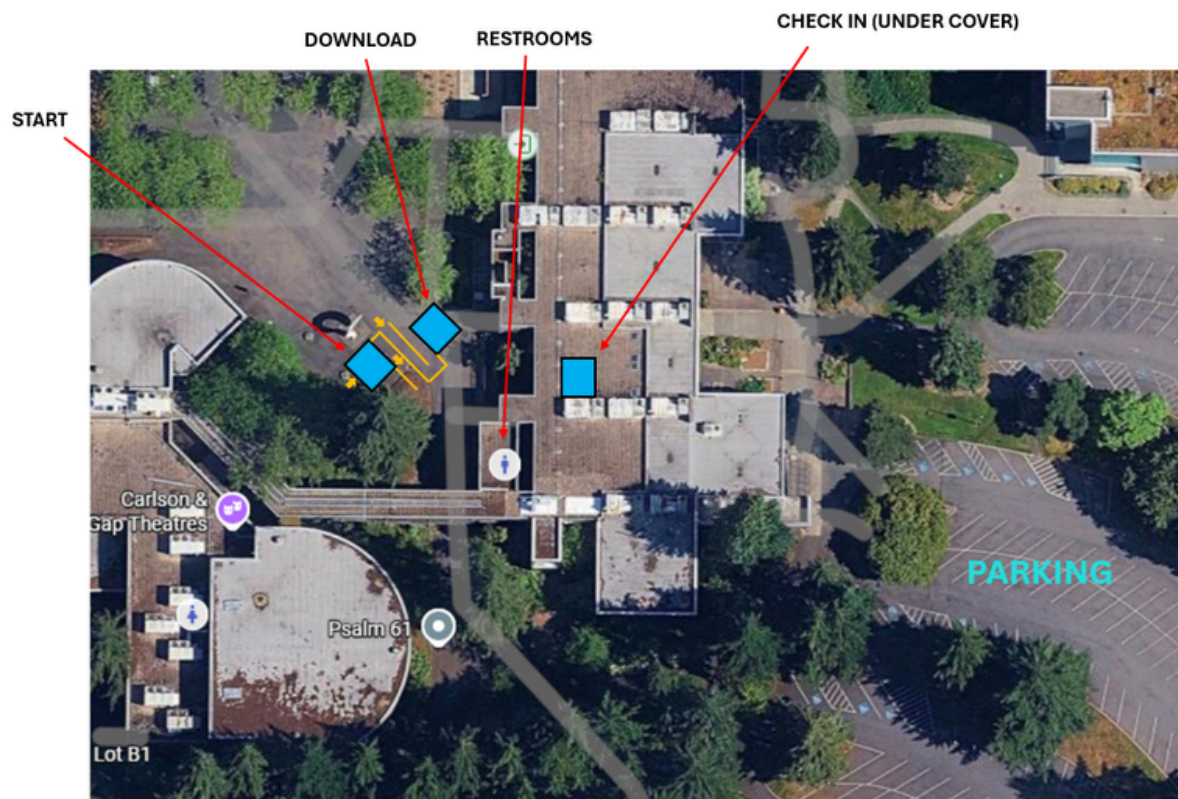 CHECK IN (UNDER COVER)
DOWNLOAD
RESTROOMS
START
Carlson &
Gap Theatres
PARKING
Psalm 61
Lot B1